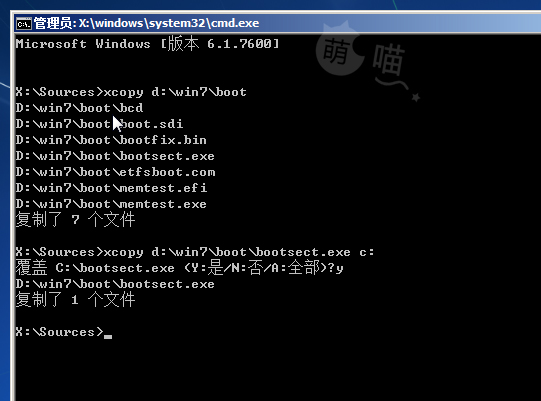 管理员: X:\windows\system32\cmd.exe
Microsoft Windows [版本 6.1.7600]
萌喵
X:\Sources>xcopy d:\win7\boot
D:\win7\boot\bcd
D:\win7\boot\boot.sdi
D:\win7\boot\bootfix.bin
D:\win7\boot\bootsect.exe
D:\win7\boot\etfsboot.com
D:\win7\boot\memtest.efi
D:\win7\boot\memtest.exe
复制了 7 个文件
X:\Sources>xcopy d:\win7\boot\bootsect.exe c:
覆盖 C:\bootsect.exe (Y:是/N:否/A:全部)?y
D:\win7\boot\bootsect.exe
复制了 1 个文件
X:\Sources>